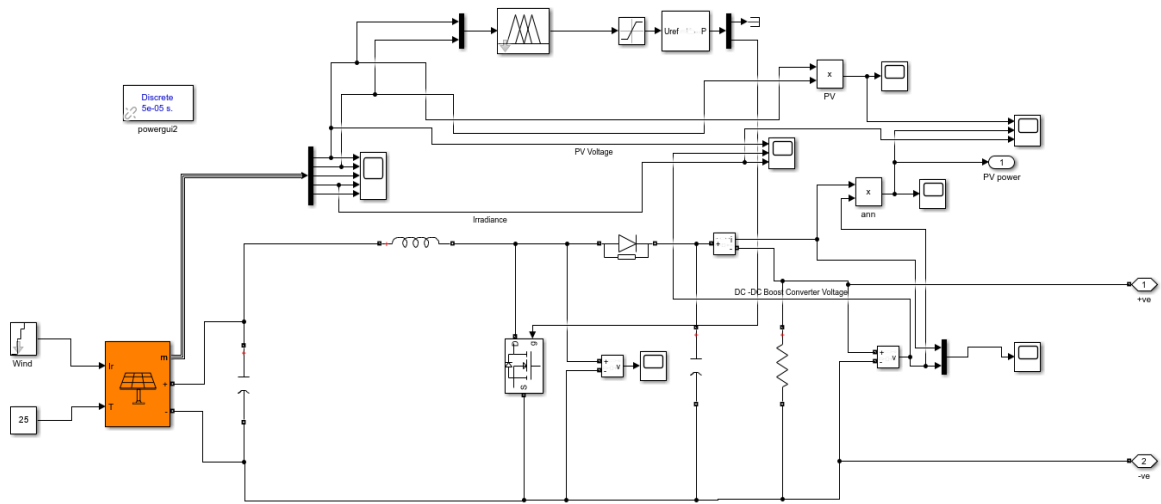 Uref
P
x
PV
Discrete
5e-05 s.
powergui2
PV Voltage
1
PV power
x
ann
Irradiance
i
+
-
DC -DC Boost Converter Voltage
1
+ve
Wind
m
Ir
+
T
-
25
D
g
S
+
-
v
+
-
v
2
-ve